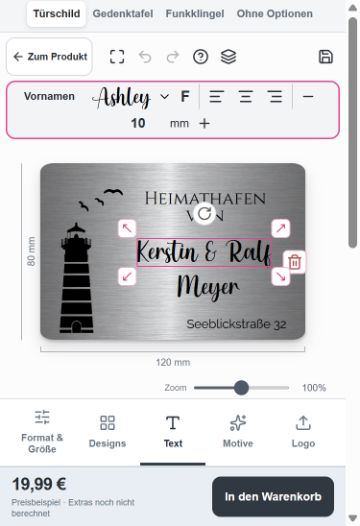 Türschild Gedenktafel Funkklingel Ohne Optionen
Zum Produkt
Vornamen Ashley F
10 mm
HEIMATHAFEN
VON
Kerstin & Ralf
Meyer
Seeblickstraße 32
80 mm
120 mm
Zoom 100%
Format & Größe Designs Text Motive Logo
19,99 €
Preisbeispiel · Extras noch nicht
berechnet
In den Warenkorb